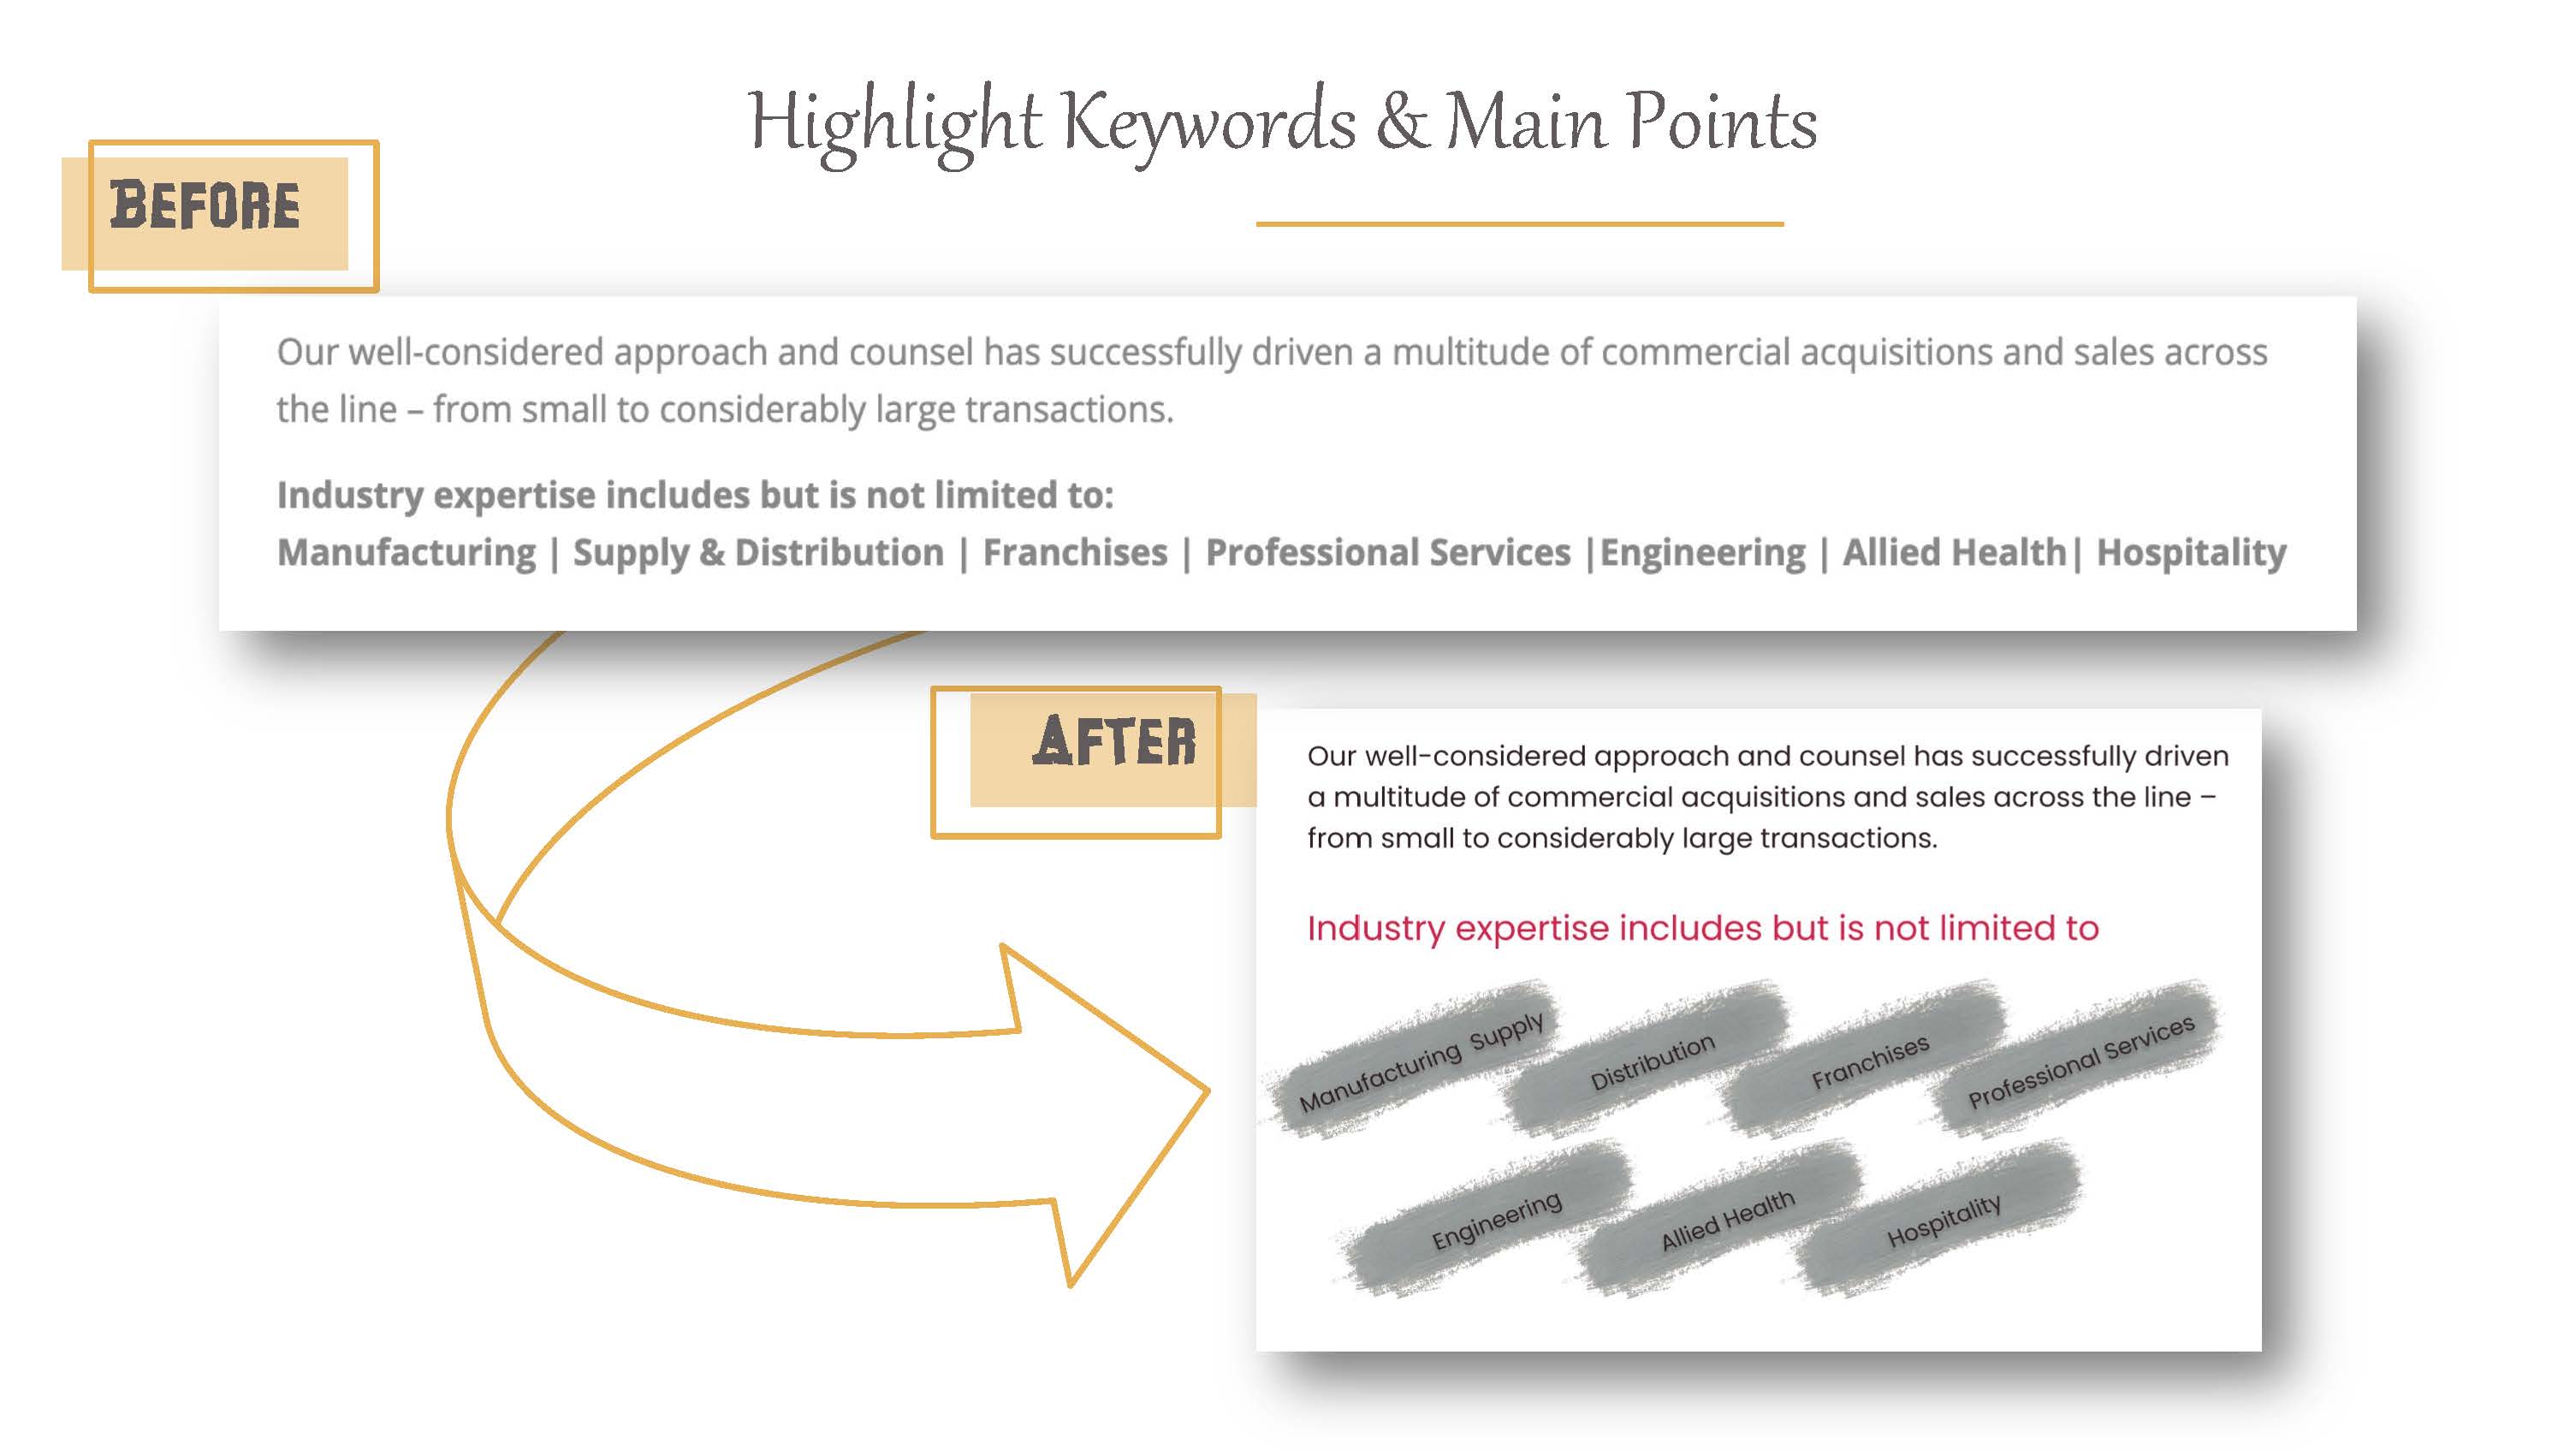 Highlight Keywords & Main Points
BEFORE
Our well-considered approach and counsel has successfully driven a multitude of commercial acquisitions and sales across
the line – from small to considerably large transactions.
Industry expertise includes but is not limited to:
Manufacturing | Supply & Distribution | Franchises | Professional Services |Engineering | Allied Health| Hospitality
AFTER
Our well-considered approach and counsel has successfully driven
a multitude of commercial acquisitions and sales across the line –
from small to considerably large transactions.
Industry expertise includes but is not limited to
Manufacturing Supply
Distribution
Franchises
Professional Services
Engineering
Allied Health
Hospitality